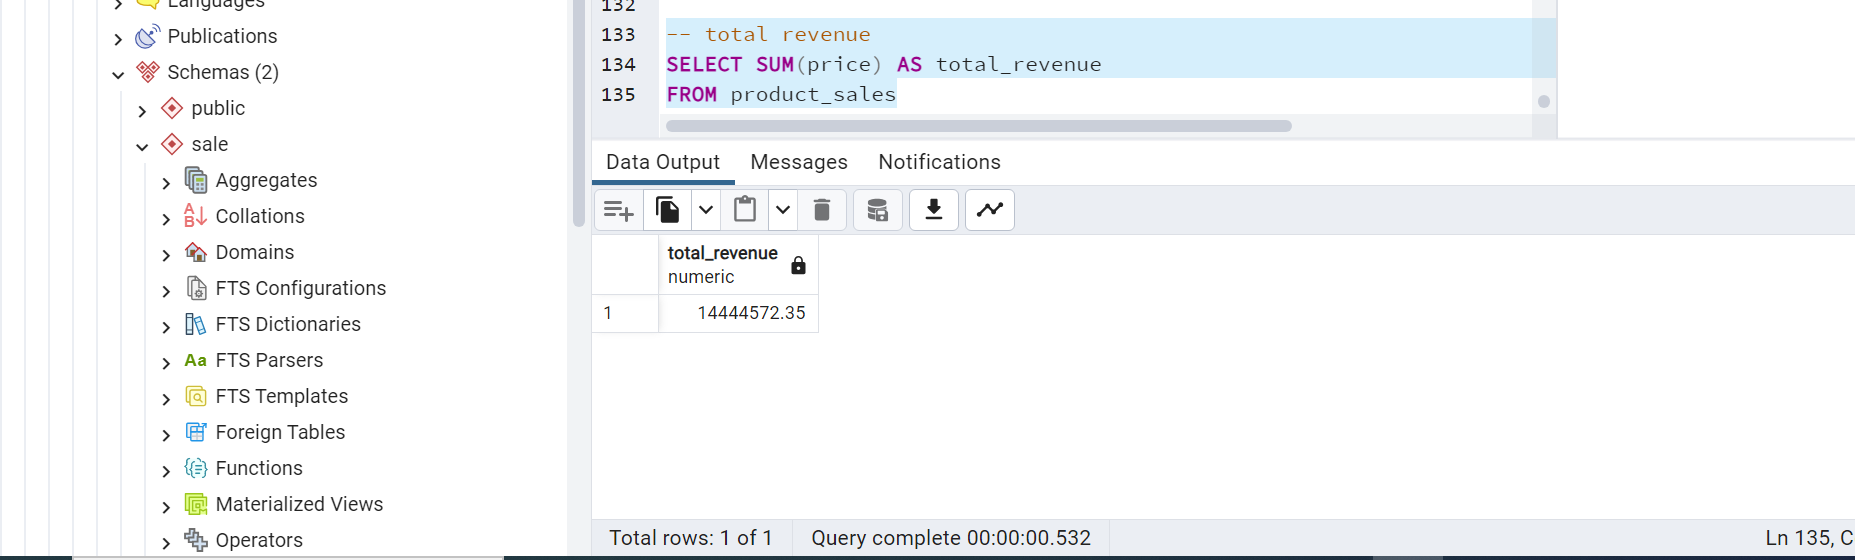 Languages
Publications
Schemas (2)
public
sale
Aggregates
Collations
Domains
FTS Configurations
FTS Dictionaries
Aa FTS Parsers
FTS Templates
Foreign Tables
Functions
Materialized Views
Operators
132
133 -- total revenue
134 SELECT SUM(price) AS total_revenue
135 FROM product_sales
Data Output Messages Notifications
total_revenue
numeric
1 14444572.35
Total rows: 1 of 1 Query complete 00:00:00.532 Ln 135, C